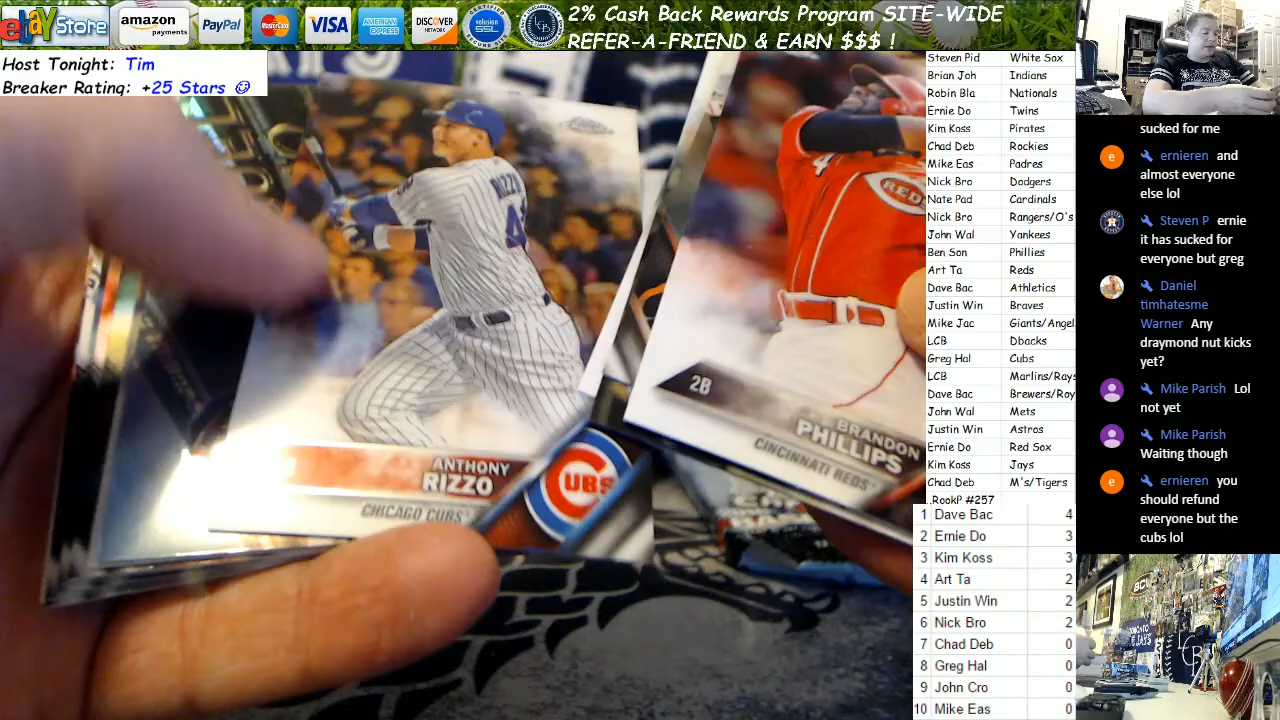 ebay Store
amazon payments
PayPal
MasterCard
VISA
AMERICAN EXPRESS
DISCOVER NETWORK
volusion SSL
LCB
2% Cash Back Rewards Program SITE-WIDE
REFER-A-FRIEND & EARN $$$ !
Host Tonight: Tim
Breaker Rating: +25 Stars
RIZZO
ANTHONY
RIZZO
CHICAGO CUBS
CUBS
REDS
4
2B
BRANDON
PHILLIPS
CINCINNATI REDS
Steven Pid White Sox
Brian Joh Indians
Robin Bla Nationals
Ernie Do Twins
Kim Koss Pirates
Chad Deb Rockies
Mike Eas Padres
Nick Bro Dodgers
Nate Pad Cardinals
Nick Bro Rangers/O's
John Wal Yankees
Ben Son Phillies
Art Ta Reds
Dave Bac Athletics
Justin Win Braves
Mike Jac Giants/Angel
LCB Dbacks
Greg Hal Cubs
LCB Marlins/Rays
Dave Bac Brewers/Roy
John Wal Mets
Justin Win Astros
Ernie Do Red Sox
Kim Koss Jays
Chad Deb M's/Tigers
RookP #257
1 Dave Bac 4
2 Ernie Do 3
3 Kim Koss 3
4 Art Ta 2
5 Justin Win 2
6 Nick Bro 2
7 Chad Deb 0
8 Greg Hal 0
9 John Cro 0
10 Mike Eas 0
sucked for me
e ernieren and
almost everyone
else lol
Steven P ernie
it has sucked for
everyone but greg
Daniel
timhatesme
Warner Any
draymond nut kicks
yet?
Mike Parish Lol
not yet
Mike Parish
Waiting though
e ernieren you
should refund
everyone but the
cubs lol